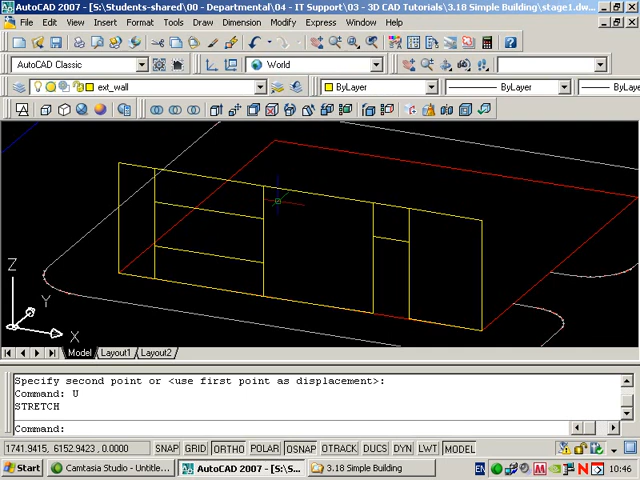 AutoCAD 2007 - [S:\Students-shared\00 - Departmental\04 - IT Support\03 - 3D CAD Tutorials\3.18 Simple Building\stage1.dw...
File Edit View Insert Format Tools Draw Dimension Modify Express Window Help
AutoCAD Classic World
ext_wall ByLayer ByLayer
Z
Y
X
Model Layout1 Layout2
Specify second point or <use first point as displacement>:
Command: U
STRETCH
Command:
1741.9415, 6152.9423, 0.0000 SNAP GRID ORTHO POLAR OSNAP OTRACK DUCS DYN LWT MODEL
Start Camtasia Studio - Untitle... AutoCAD 2007 - [S:\S... 3.18 Simple Building EN 10:46